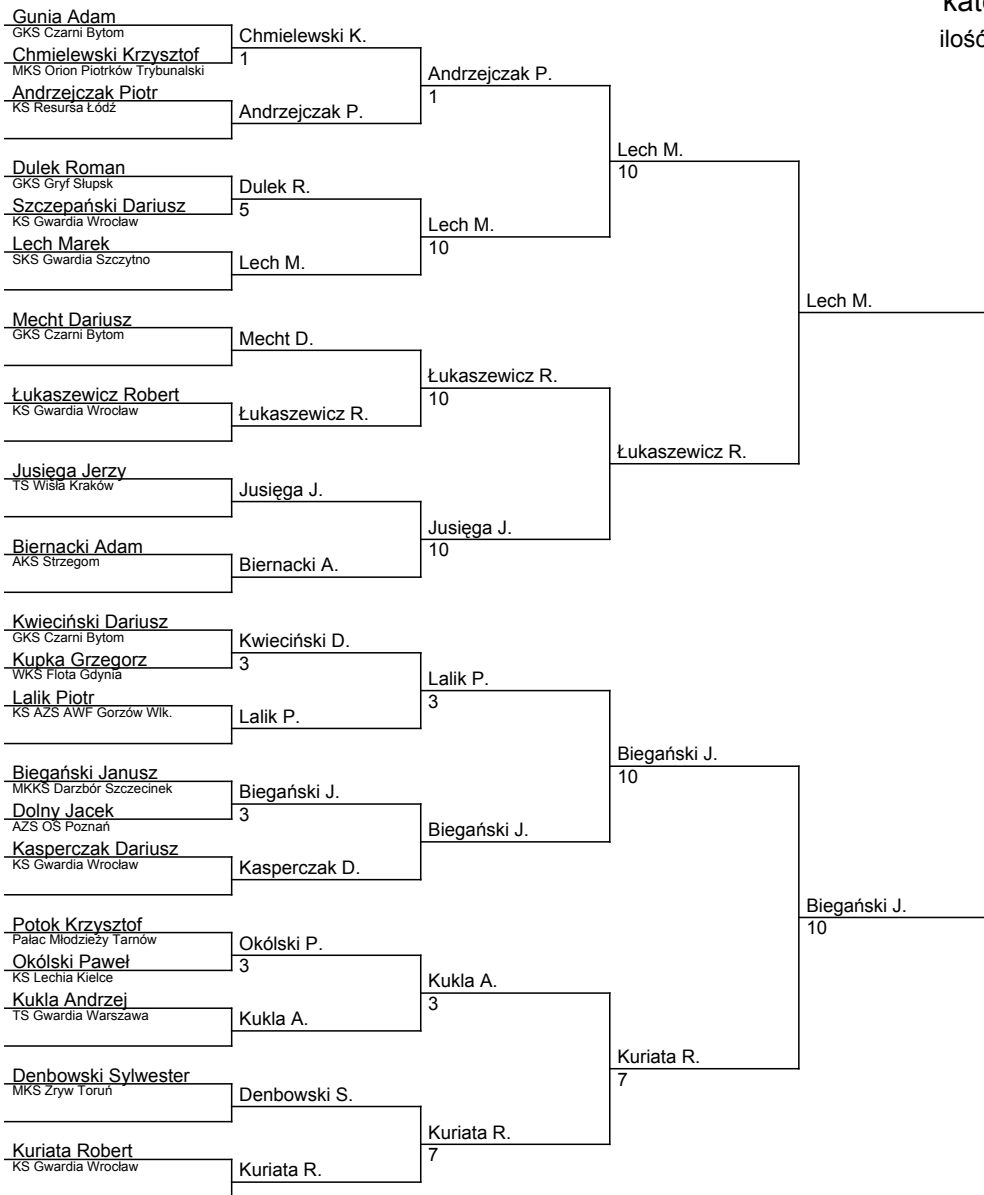 kate
ilość
Gunia Adam
GKS Czarni Bytom
Chmielewski K.
Chmielewski Krzysztof
1
MKS Orion Piotrków Trybunalski
Andrzejczak P.
Andrzejczak Piotr
1
KS Resursa Łódź
Andrzejczak P.
Lech M.
10
Dulek Roman
GKS Gryf Słupsk
Dulek R.
Szczepański Dariusz
5
KS Gwardia Wrocław
Lech M.
Lech Marek
10
SKS Gwardia Szczytno
Lech M.
Lech M.
Mecht Dariusz
GKS Czarni Bytom
Mecht D.
Łukaszewicz R.
Łukaszewicz Robert
10
KS Gwardia Wrocław
Łukaszewicz R.
Łukaszewicz R.
Jusięga Jerzy
TS Wisła Kraków
Jusięga J.
Jusięga J.
Biernacki Adam
10
AKS Strzegom
Biernacki A.
Kwieciński Dariusz
GKS Czarni Bytom
Kwieciński D.
Kupka Grzegorz
3
WKS Flota Gdynia
Lalik P.
Lalik Piotr
3
KS AZS AWF Gorzów Wlk.
Lalik P.
Biegański J.
10
Biegański Janusz
MKKS Darzbór Szczecinek
Biegański J.
Dolny Jacek
3
AZS OŚ Poznań
Biegański J.
Kasperczak Dariusz
KS Gwardia Wrocław
Kasperczak D.
Biegański J.
10
Potok Krzysztof
Pałac Młodzieży Tarnów
Okólski P.
Okólski Paweł
3
KS Lechia Kielce
Kukla A.
Kukla Andrzej
3
TS Gwardia Warszawa
Kukla A.
Kuriata R.
7
Denbowski Sylwester
MKS Zryw Toruń
Denbowski S.
Kuriata R.
7
Kuriata Robert
KS Gwardia Wrocław
Kuriata R.